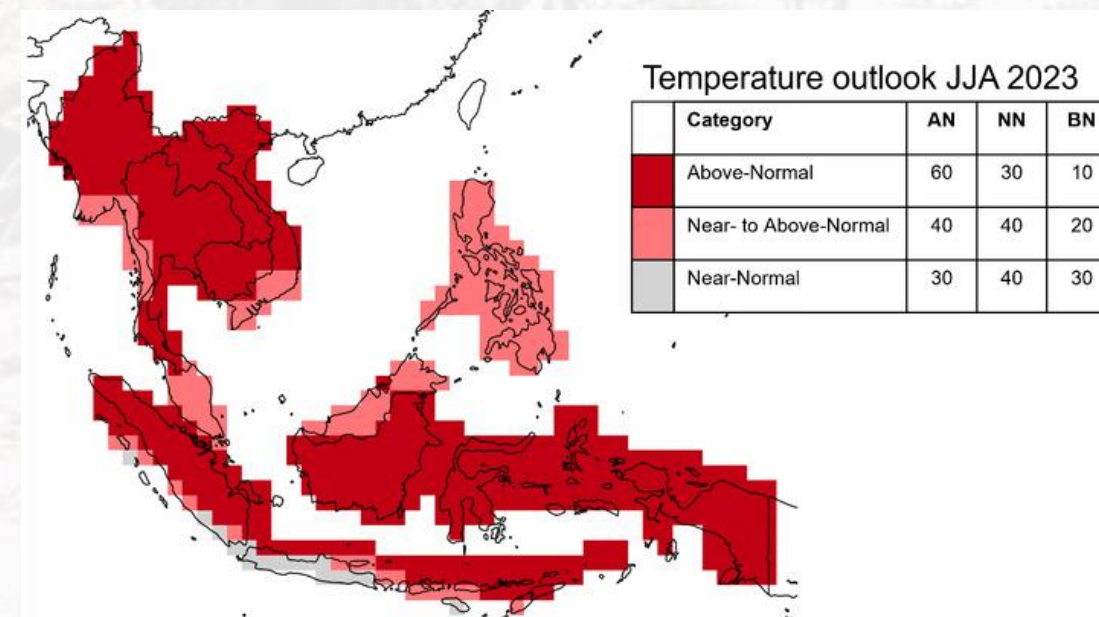 Temperature outlook JJA 2023
Category AN NN BN
Above-Normal 60 30 10
Near- to Above-Normal 40 40 20
Near-Normal 30 40 30